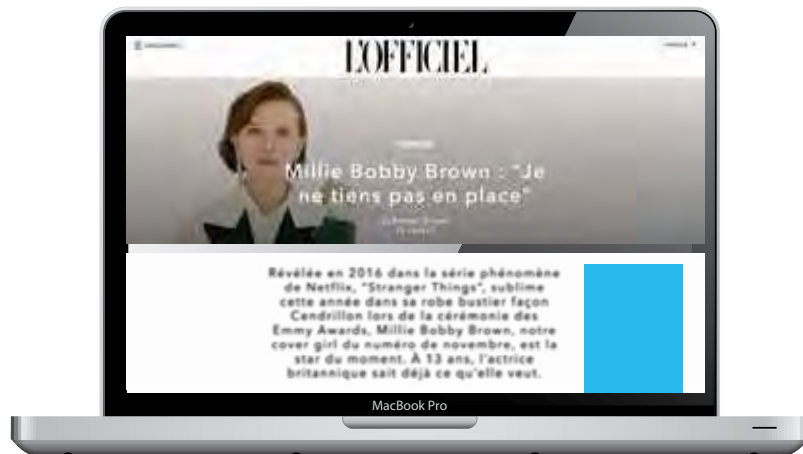 L'OFFICIEL
Millie Bobby Brown : "Je
ne tiens pas en place"
Révélée en 2016 dans la série phénomène
de Netflix, "Stranger Things", sublime
cette année dans sa robe bustier façon
Cendrillon lors de la cérémonie des
Emmy Awards, Millie Bobby Brown, notre
cover girl du numéro de novembre, est la
star du moment. À 13 ans, l'actrice
britannique sait déjà ce qu'elle veut.
MacBook Pro